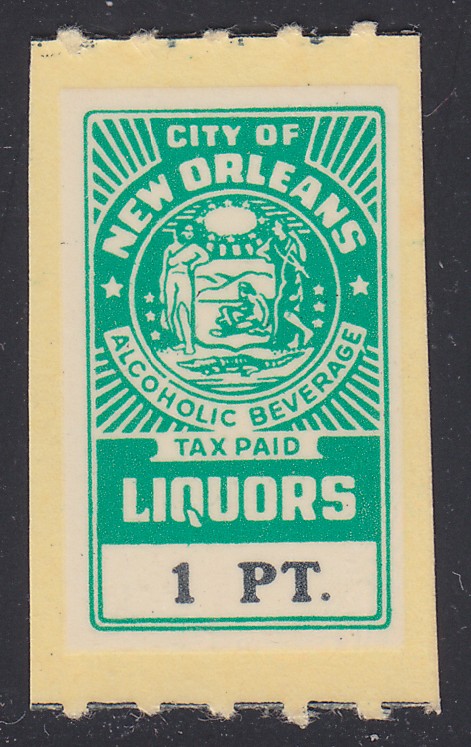 CITY OF
NEW ORLEANS
ALCOHOLIC BEVERAGE
TAX PAID
LIQUORS
1 PT.